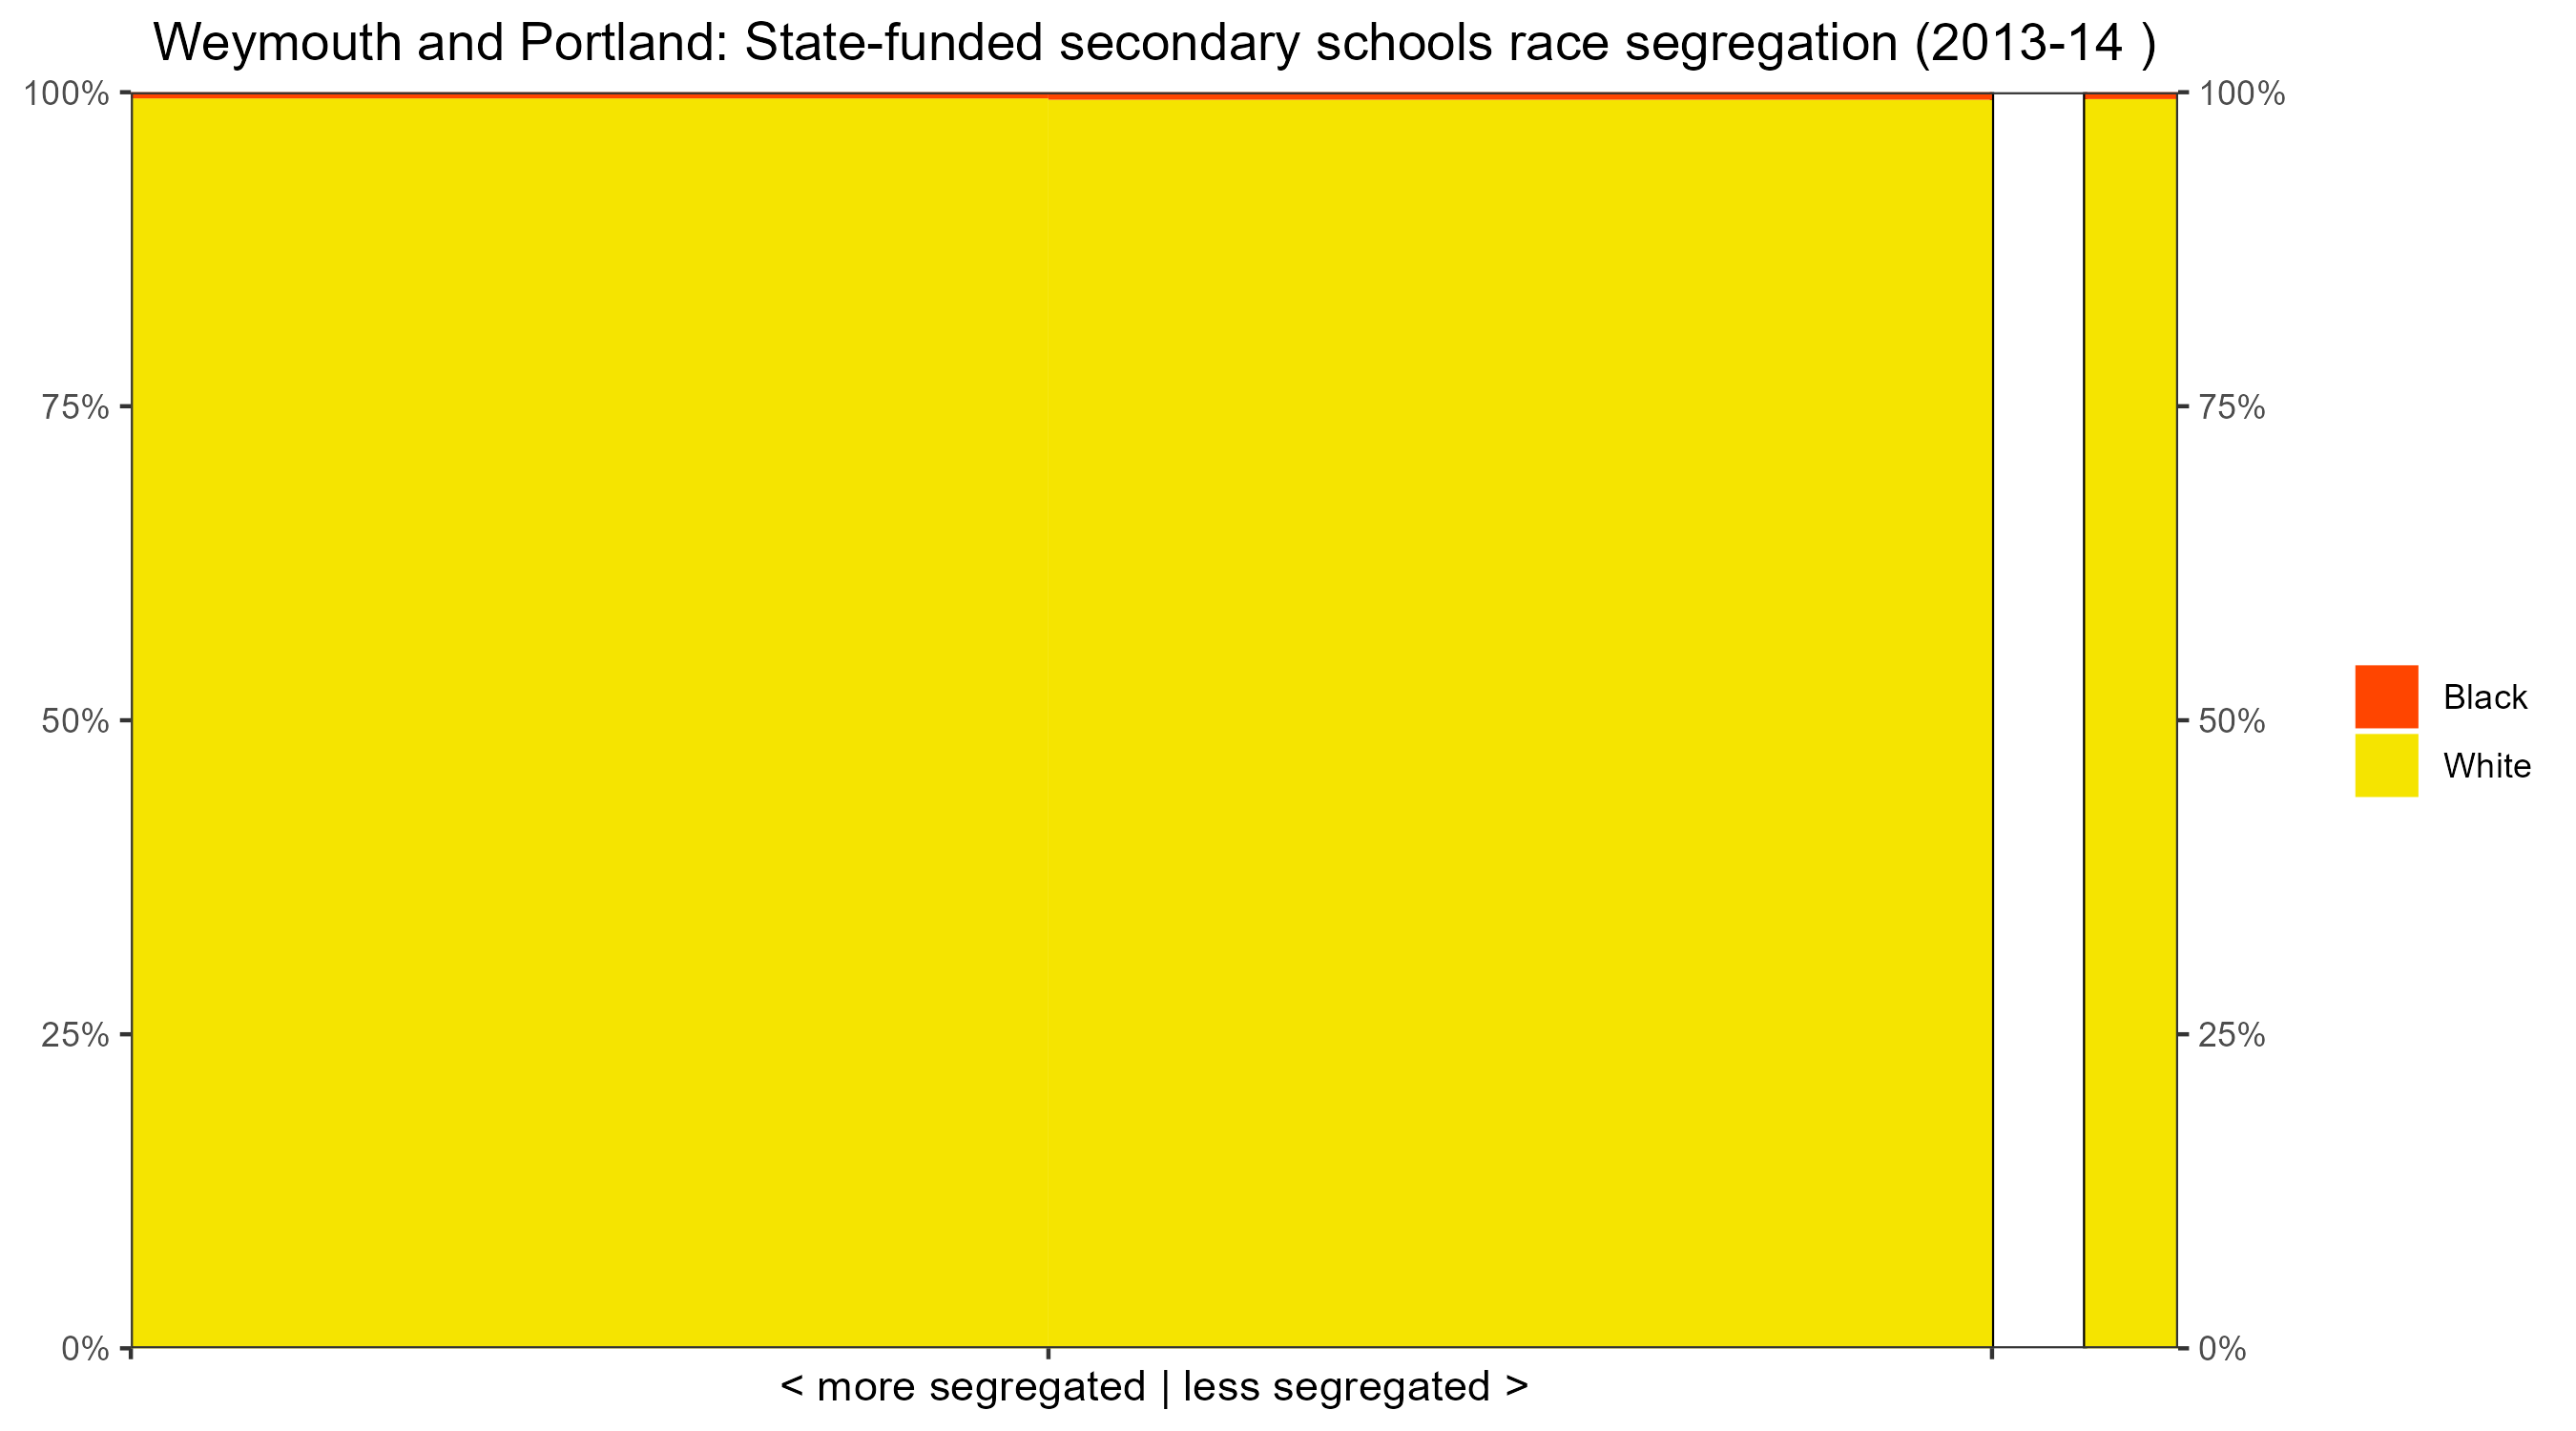 Weymouth and Portland: State-funded secondary schools race segregation (2013-14 )
100%
75%
50%
25%
0%
100%
75%
50%
25%
0%
Black
White
< more segregated | less segregated >